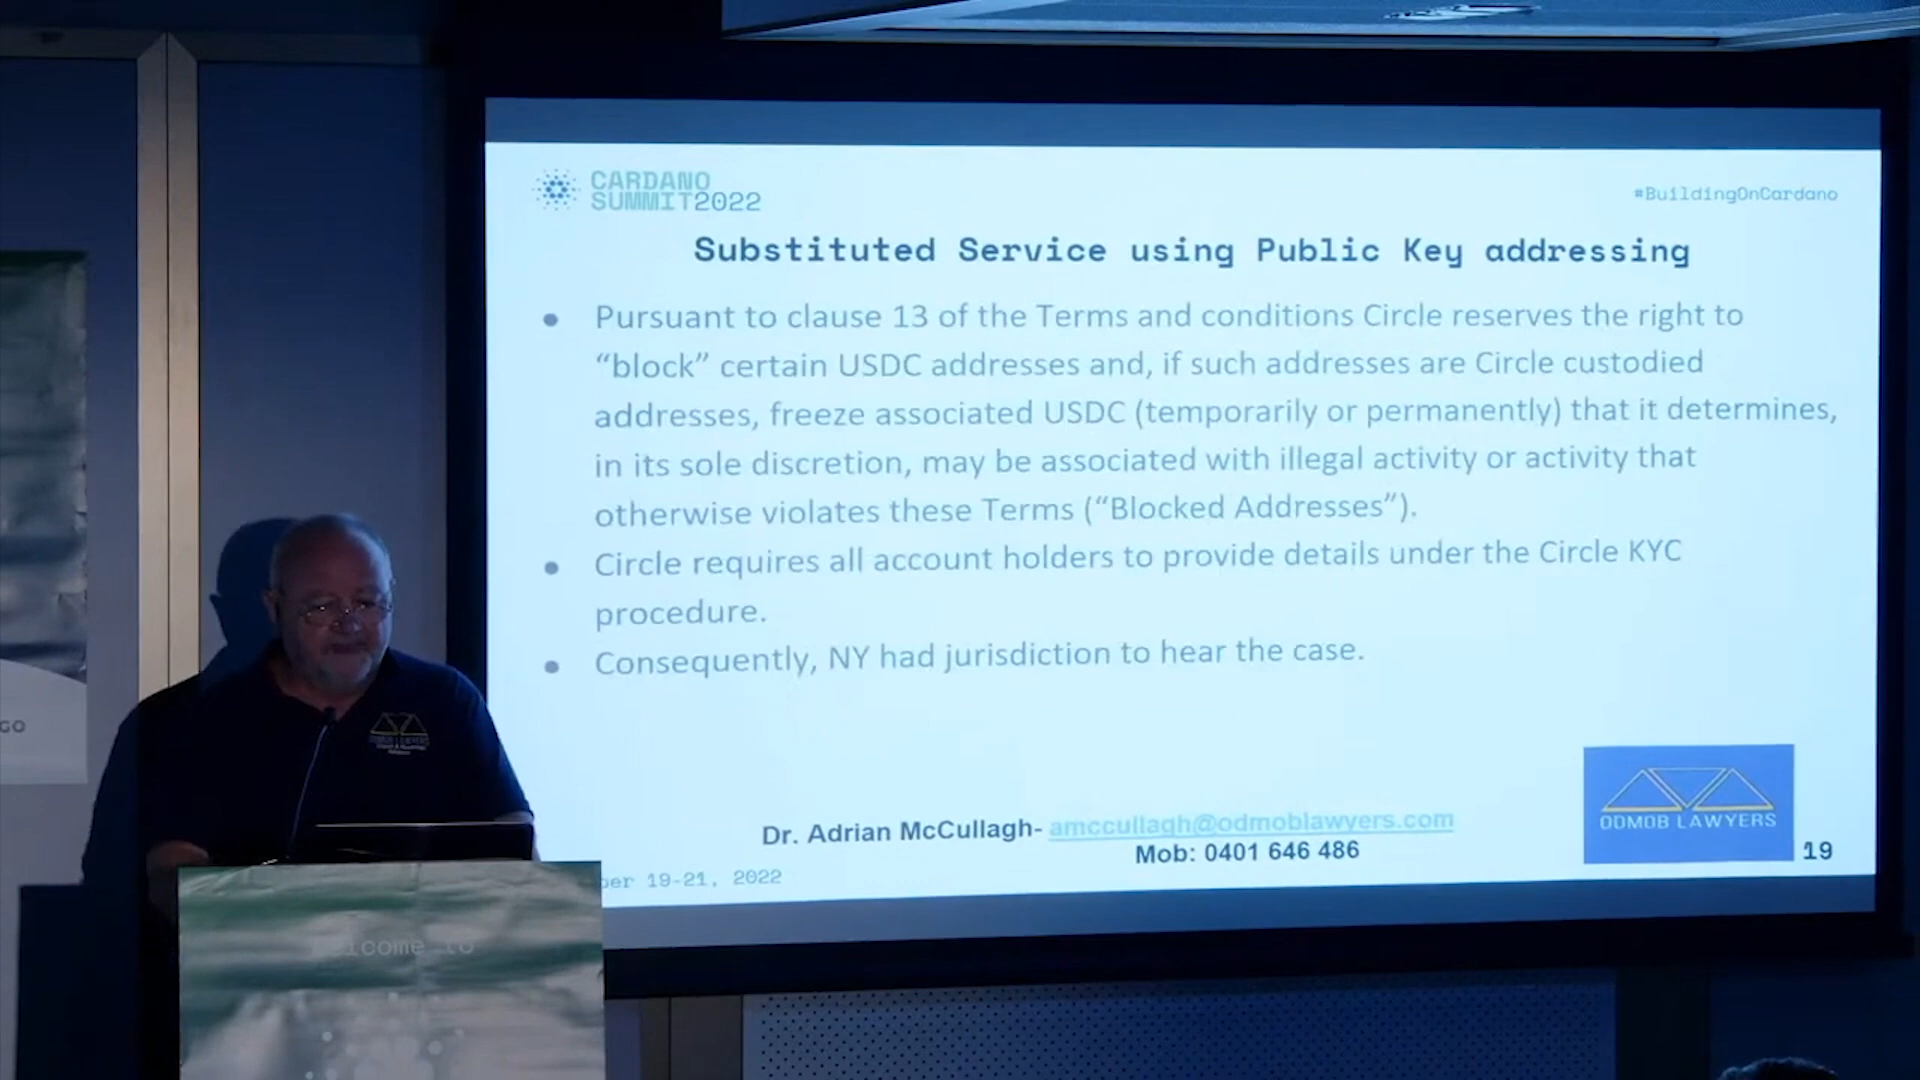 CARDANO
SUMMIT2022
#BuildingOnCardano
Substituted Service using Public Key addressing
Pursuant to clause 13 of the Terms and conditions Circle reserves the right to
“block” certain USDC addresses and, if such addresses are Circle custodied
addresses, freeze associated USDC (temporarily or permanently) that it determines,
in its sole discretion, may be associated with illegal activity or activity that
otherwise violates these Terms (“Blocked Addresses”).
Circle requires all account holders to provide details under the Circle KYC
procedure.
Consequently, NY had jurisdiction to hear the case.
Dr. Adrian McCullagh- amccullagh@odmoblawyers.com
Mob: 0401 646 486
ODMOB LAWYERS
19
ber 19-21, 2022
GO
ODMOB LAWYERS
to